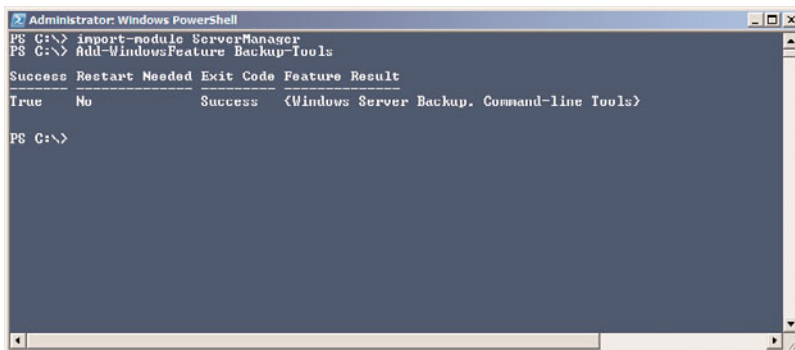 Administrator: Windows PowerShell
PS C:\> import-module ServerManager
PS C:\> Add-WindowsFeature Backup-Tools
Success Restart Needed Exit Code Feature Result
------- -------------- --------- --------------
True No Success {Windows Server Backup, Command-line Tools}
PS C:\>